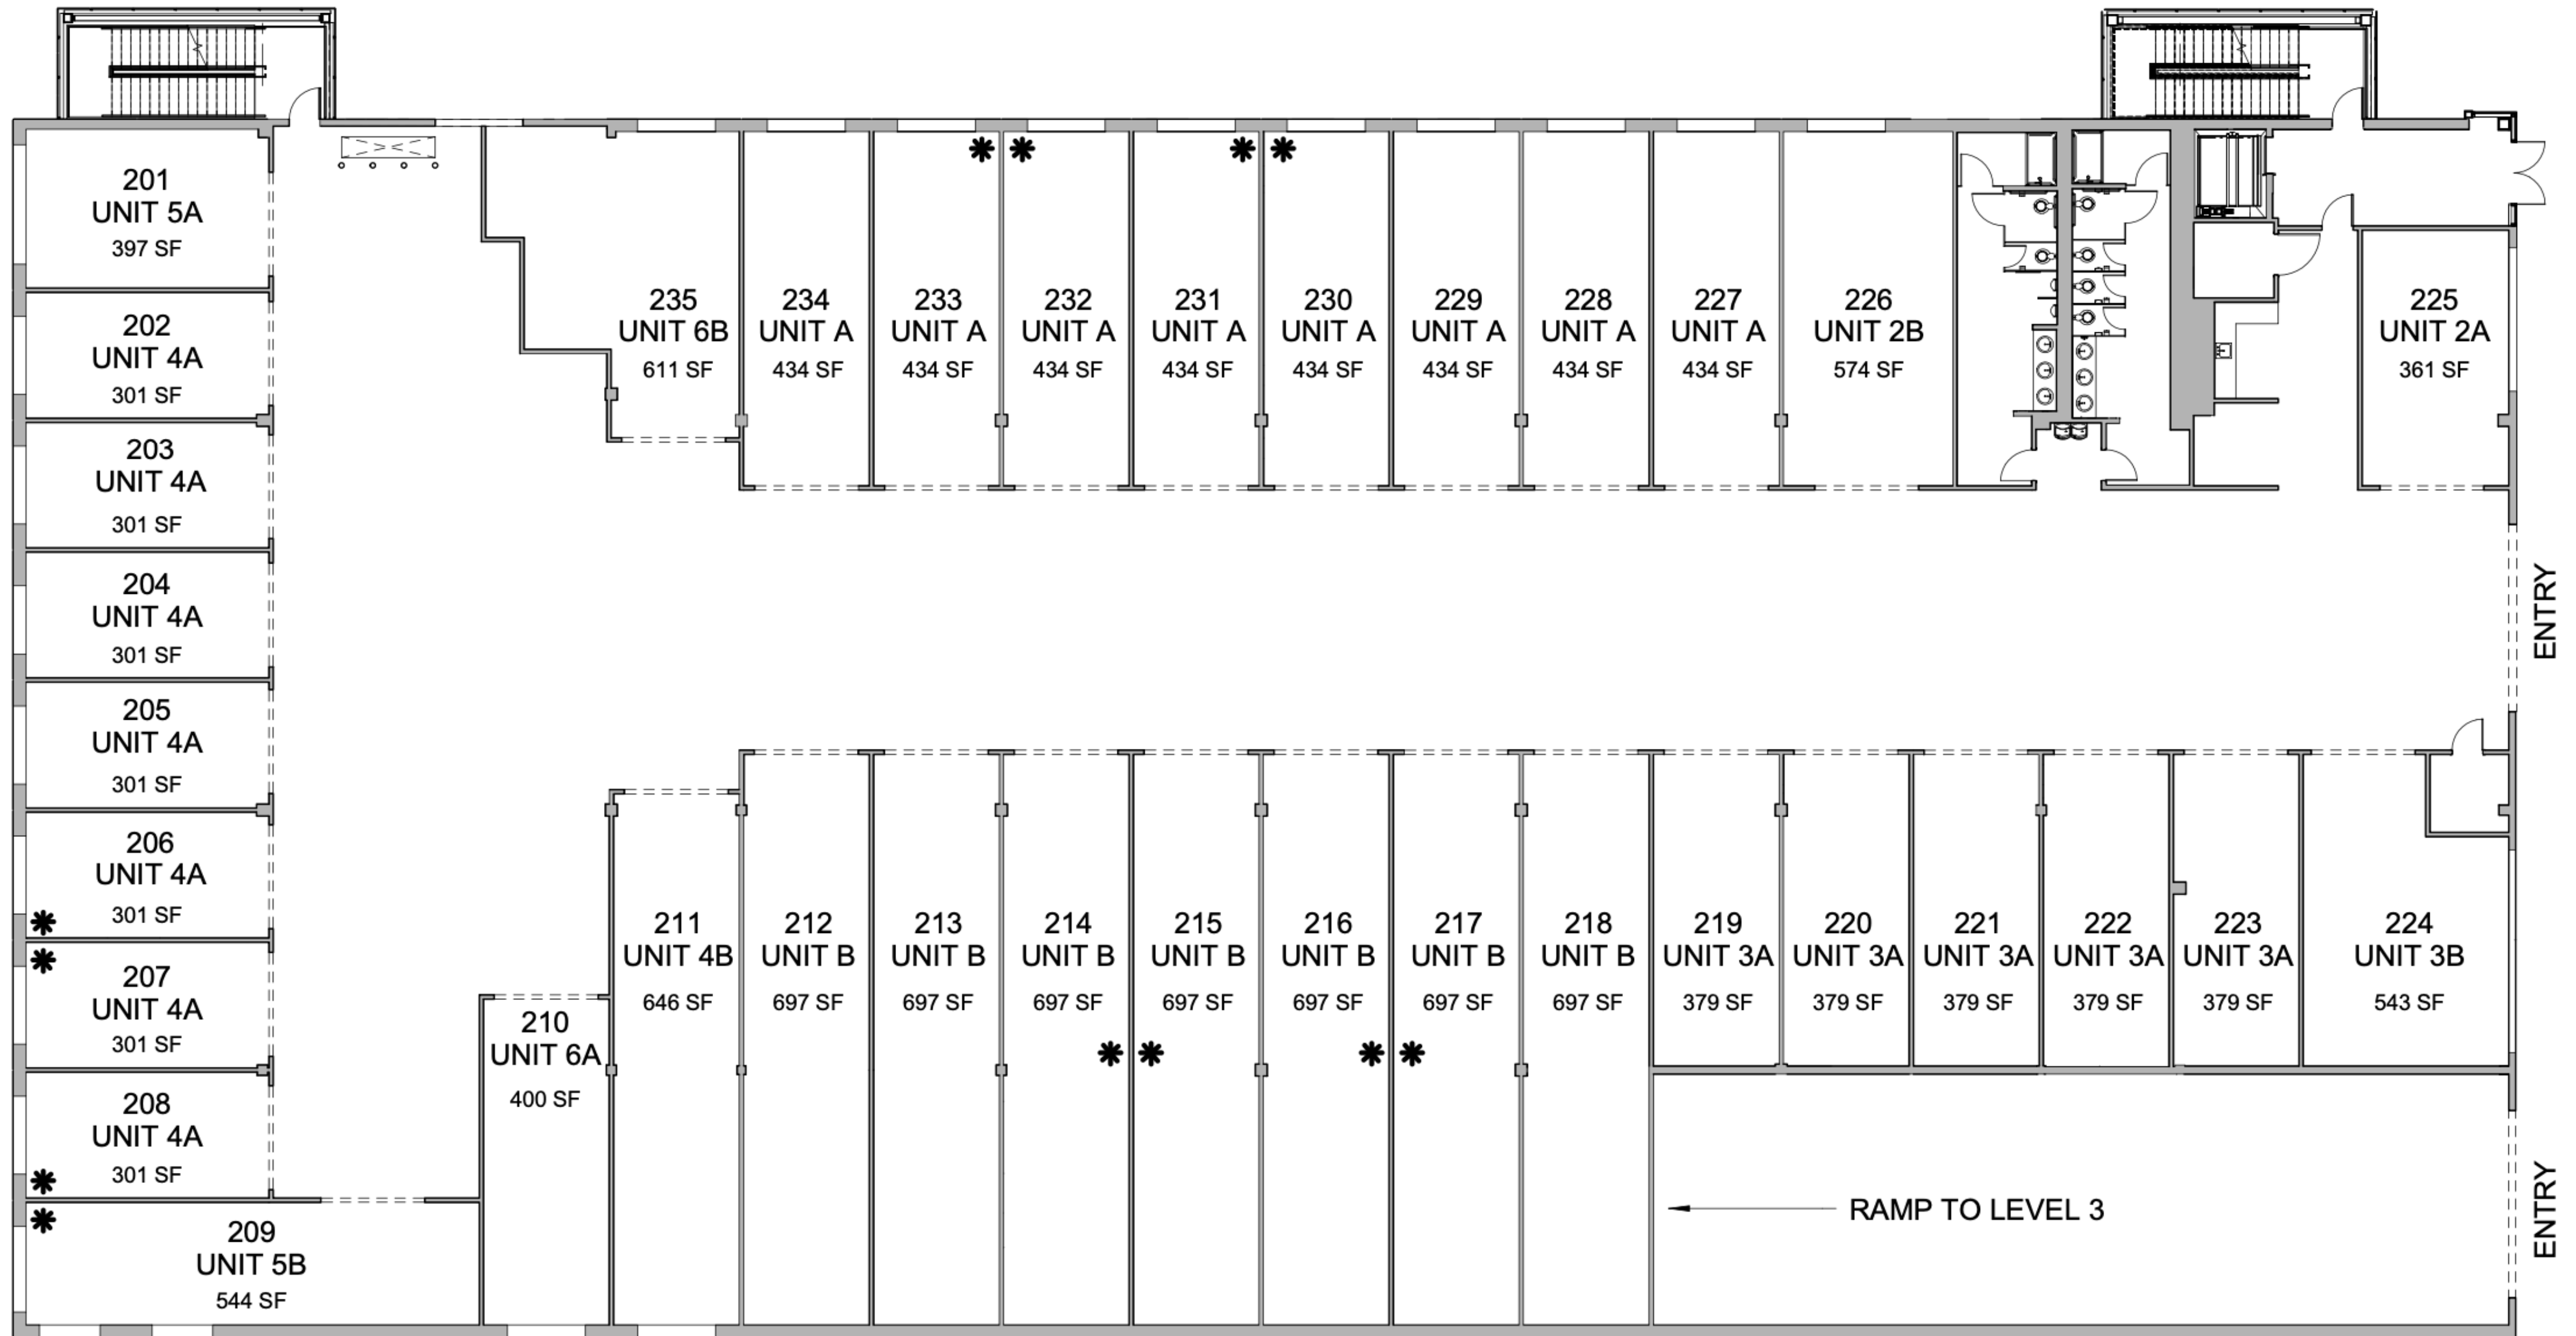 201
UNIT 5A
397 SF
202
UNIT 4A
301 SF
203
UNIT 4A
301 SF
204
UNIT 4A
301 SF
205
UNIT 4A
301 SF
206
UNIT 4A
301 SF
207
UNIT 4A
301 SF
208
UNIT 4A
301 SF
209
UNIT 5B
544 SF
210
UNIT 6A
400 SF
211
UNIT 4B
646 SF
212
UNIT B
697 SF
213
UNIT B
697 SF
214
UNIT B
697 SF
215
UNIT B
697 SF
216
UNIT B
697 SF
217
UNIT B
697 SF
218
UNIT B
697 SF
219
UNIT 3A
379 SF
220
UNIT 3A
379 SF
221
UNIT 3A
379 SF
222
UNIT 3A
379 SF
223
UNIT 3A
379 SF
224
UNIT 3B
543 SF
225
UNIT 2A
361 SF
226
UNIT 2B
574 SF
227
UNIT A
434 SF
228
UNIT A
434 SF
229
UNIT A
434 SF
230
UNIT A
434 SF
231
UNIT A
434 SF
232
UNIT A
434 SF
233
UNIT A
434 SF
234
UNIT A
434 SF
235
UNIT 6B
611 SF
ENTRY
RAMP TO LEVEL 3
ENTRY